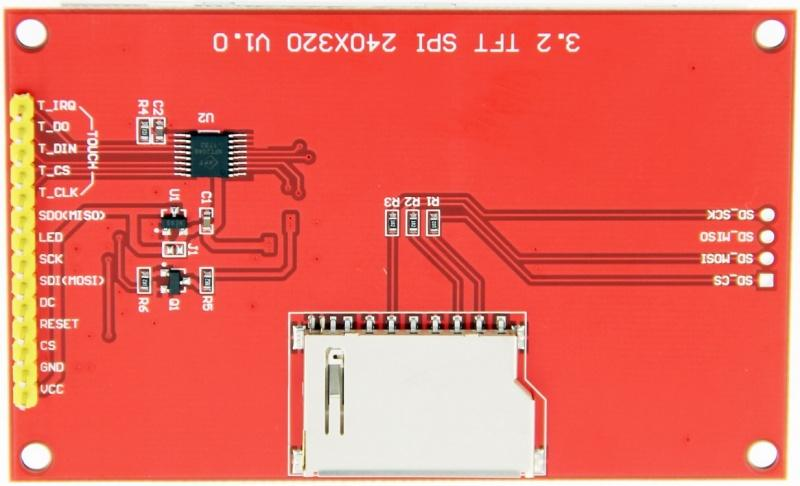 3.2 TFT SPI 240X320 V1.0
T_IRQ
T_DO
T_DIN
T_CS
T_CLK
TOUCH
SDO(MISO)
LED
SCK
SDI(MOSI)
DC
RESET
CS
GND
VCC
R4
C2
U2
U1
C1
J1
R6
Q1
R5
R3
R2
R1
SD_SCK
SD_MISO
SD_MOSI
SD_CS